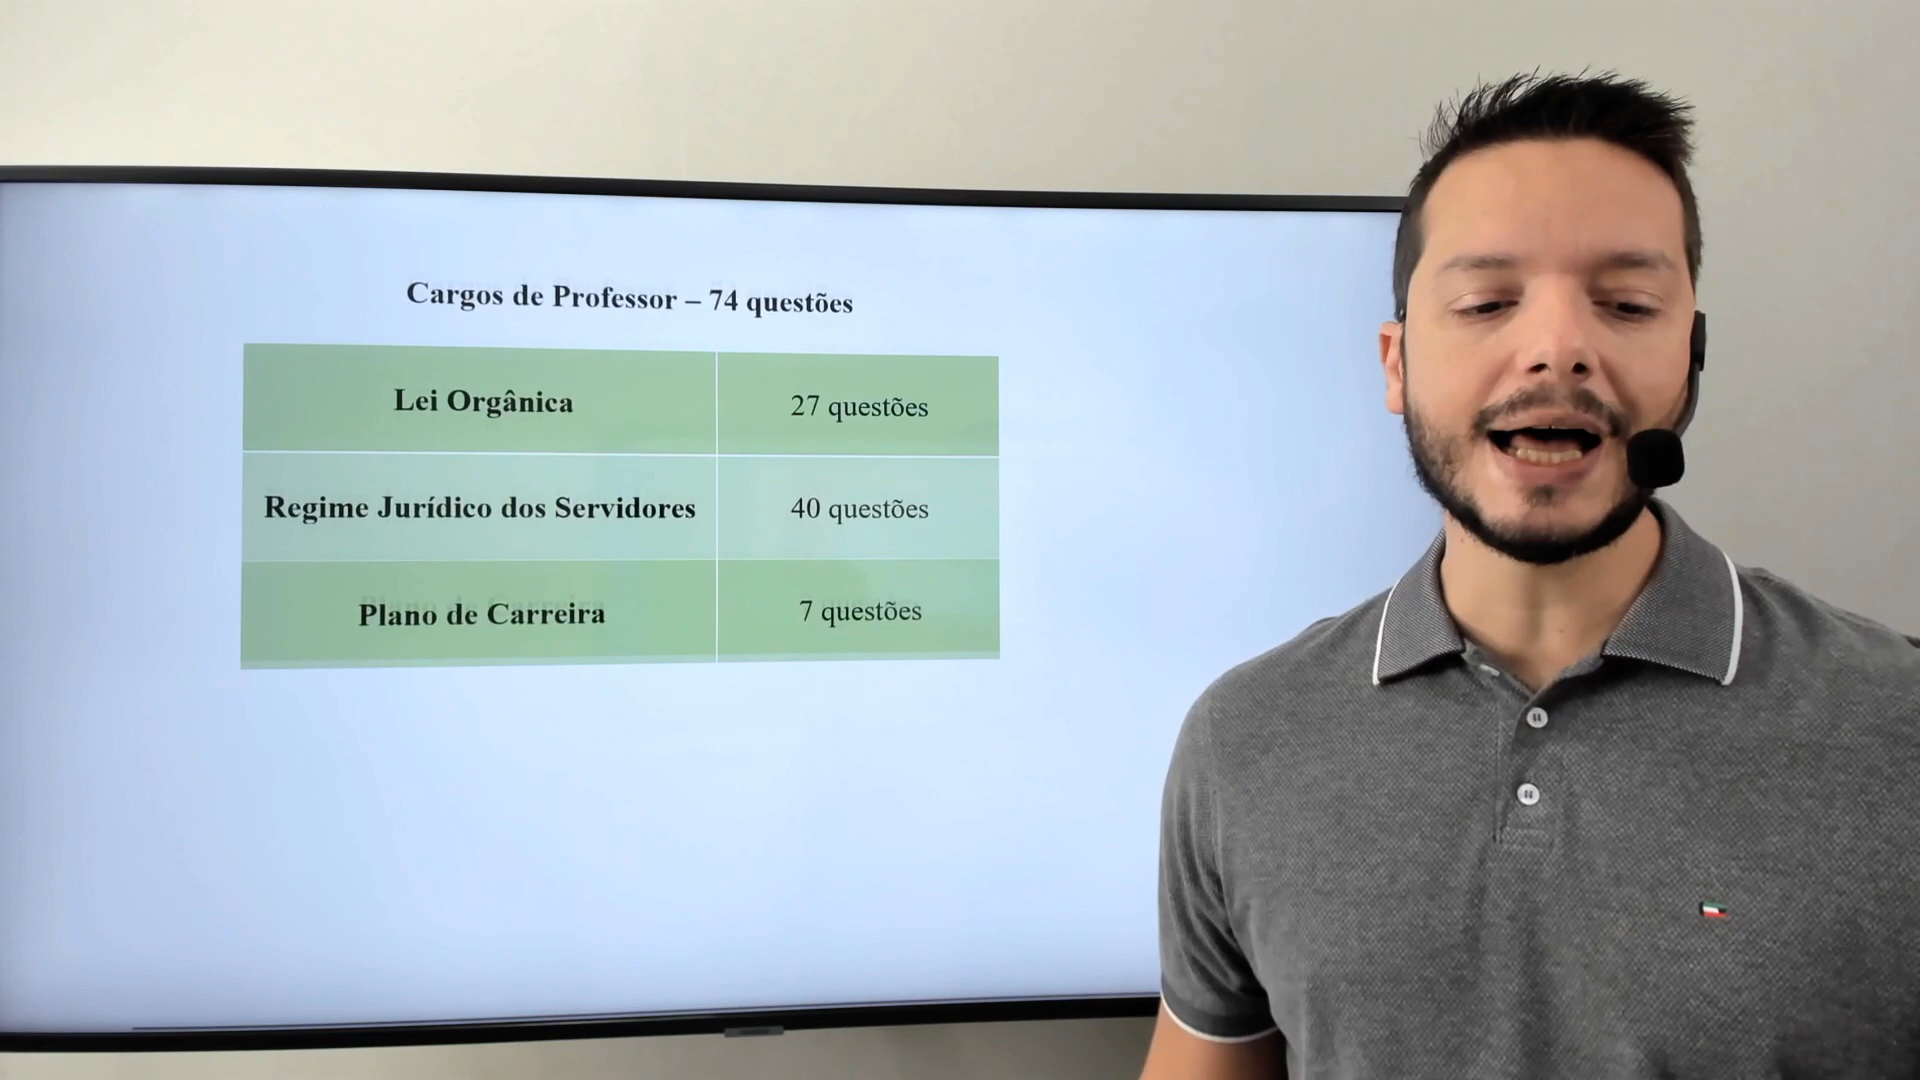 Cargos de Professor – 74 questões
Lei Orgânica
27 questões
Regime Jurídico dos Servidores
40 questões
Plano de Carreira
7 questões